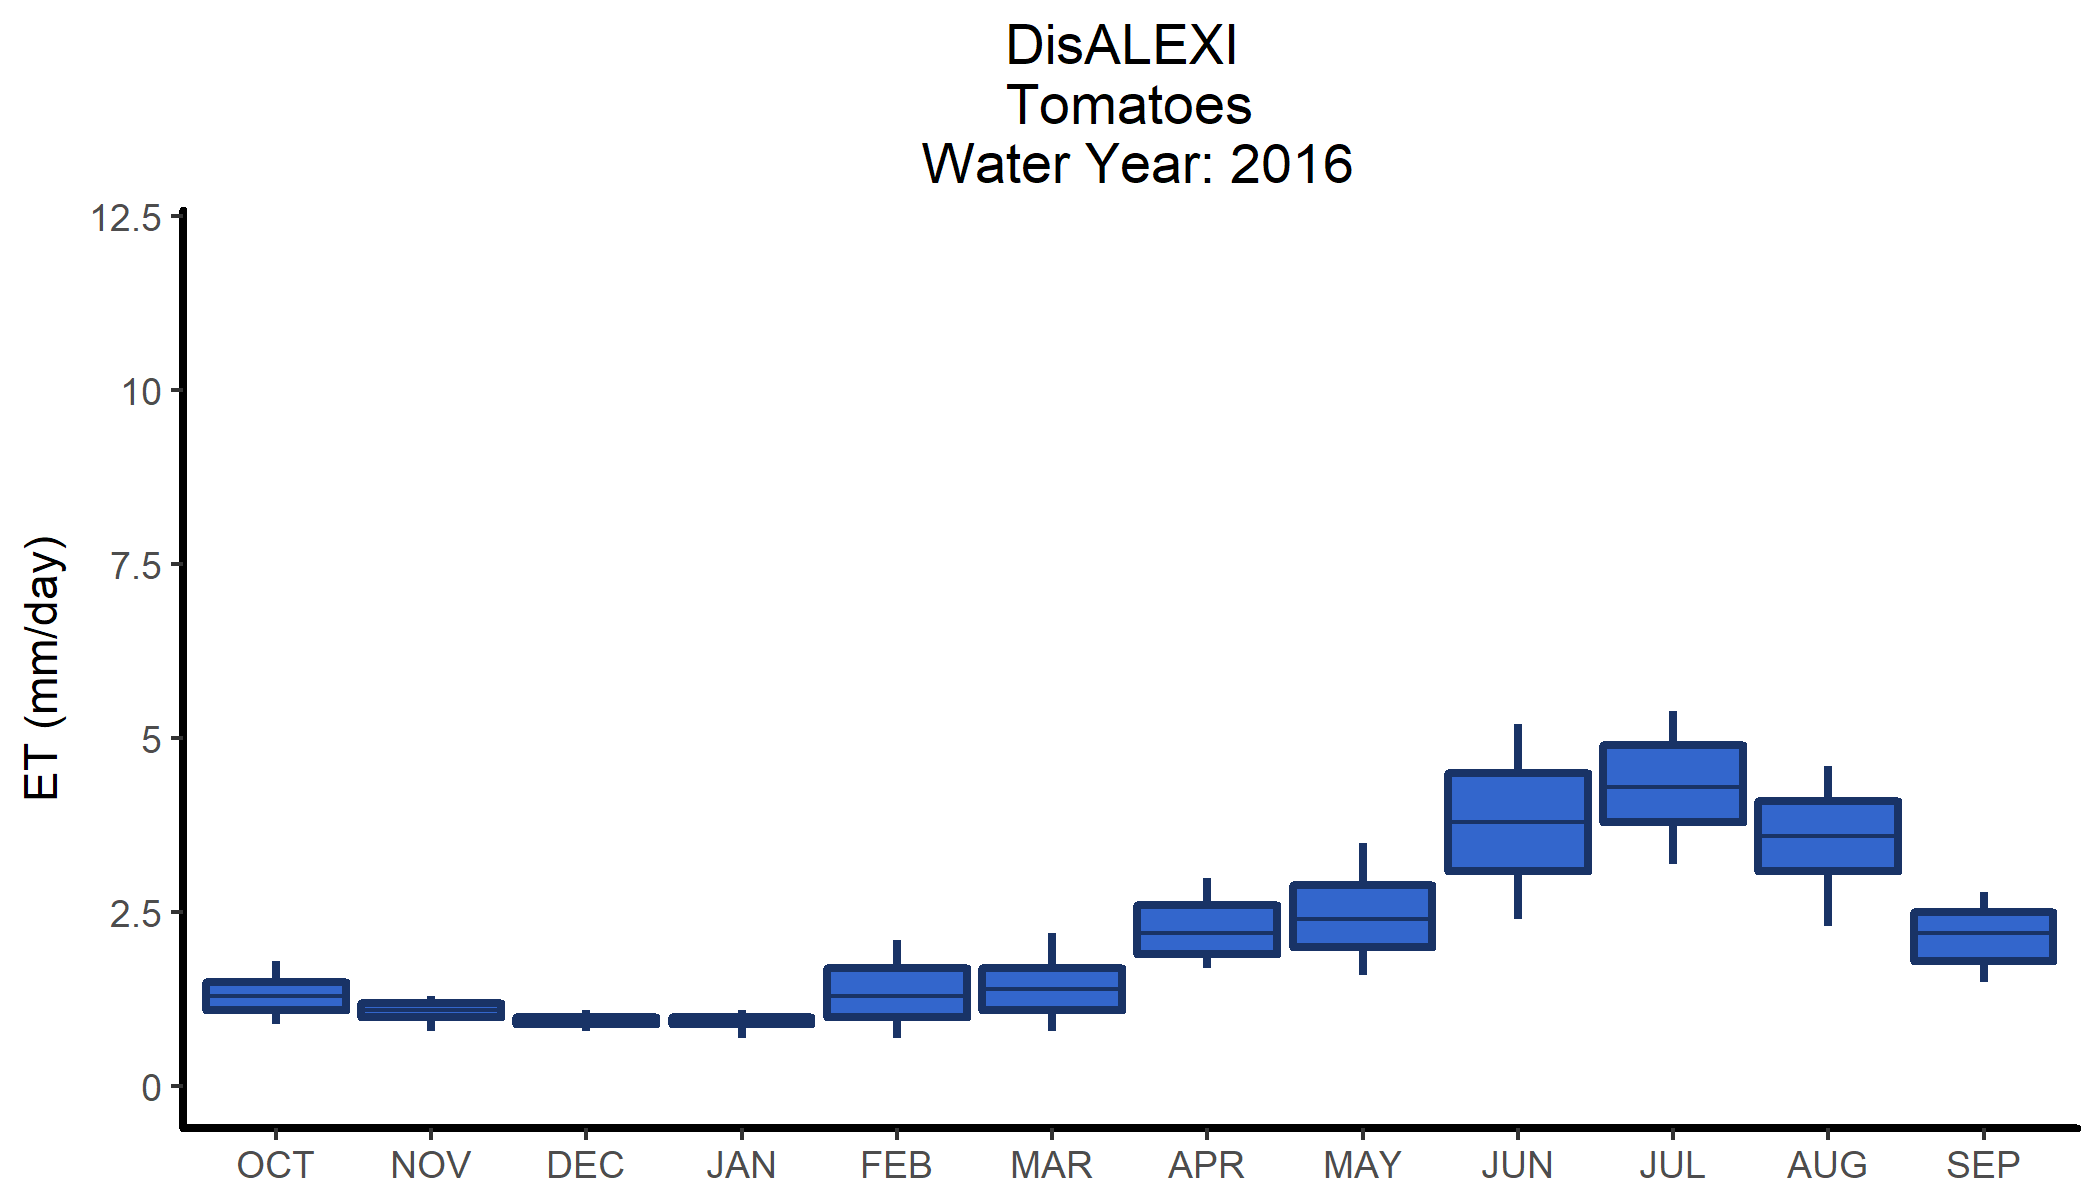 DisALEXI
Tomatoes
Water Year: 2016
12.5
10
7.5
5
2.5
0
ET (mm/day)
OCT NOV DEC JAN FEB MAR APR MAY JUN JUL AUG SEP